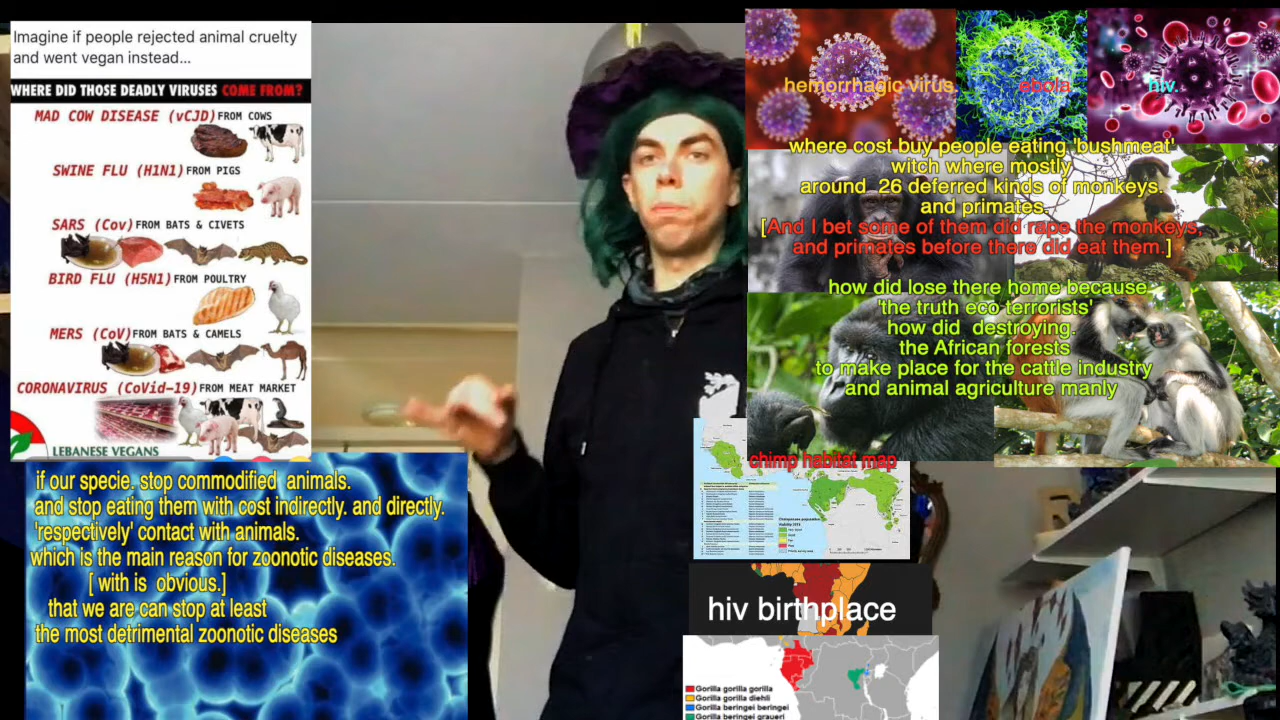 Imagine if people rejected animal cruelty
and went vegan instead...
WHERE DID THOSE DEADLY VIRUSES COME FROM?
MAD COW DISEASE (vCJD) FROM COWS
SWINE FLU (H1N1) FROM PIGS
SARS (Cov) FROM BATS & CIVETS
BIRD FLU (H5N1) FROM POULTRY
MERS (CoV) FROM BATS & CAMELS
CORONAVIRUS (CoVid-19) FROM MEAT MARKET
LEBANESE VEGANS
if our specie. stop commodified animals.
and stop eating them with cost indirectly. and directly.
'respectively' contact with animals.
which is the main reason for zoonotic diseases.
[ with is obvious.]
that we are can stop at least
the most detrimental zoonotic diseases
hemorrhagic virus.
ebola
hiv.
where cost buy people eating 'bushmeat'
witch where mostly
around 26 deferred kinds of monkeys.
and primates.
[And I bet some of them did rape the monkeys,
and primates before there did eat them.]
how did lose there home because
'the truth eco terrorists'
how did destroying.
the African forests
to make place for the cattle industry
and animal agriculture manly
chimp habitat map
hiv birthplace
Gorilla gorilla gorilla
Gorilla gorilla diehli
Gorilla beringei beringei
Gorilla beringei graueri